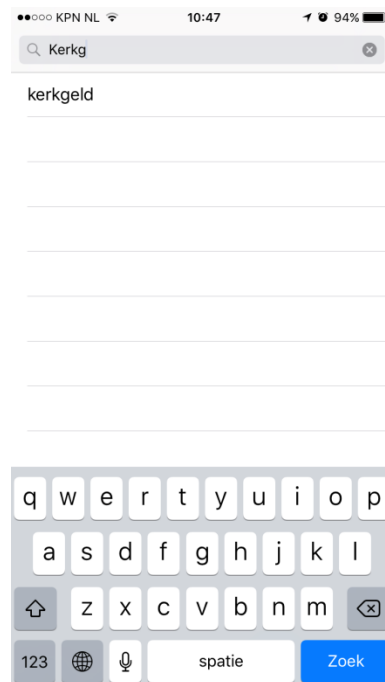 KPN NL 10:47 94%
Kerkg
kerkgeld
q w e r t y u i o p
a s d f g h j k l
z x c v b n m
123 spatie Zoek